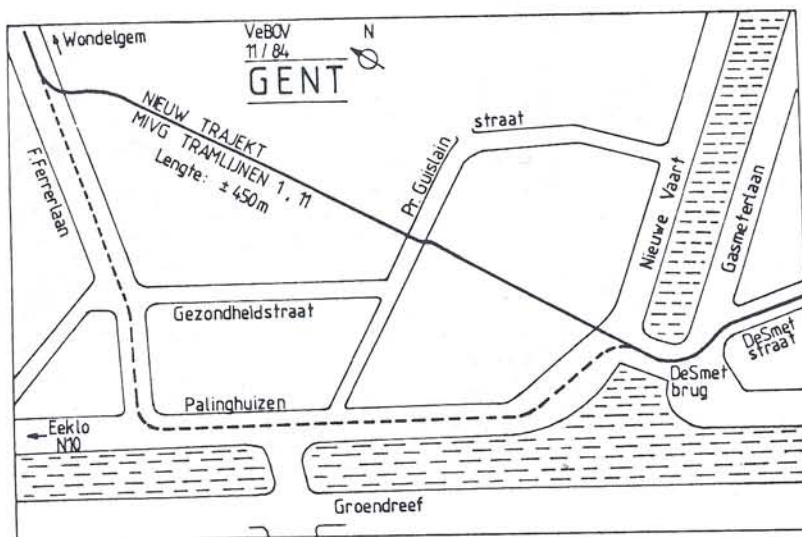 Wondelgem
VeBOV
11/84
GENT
N
NIEUW TRAJEKT
MIVG TRAMLIJNEN 1, 11
Lengte: ± 450m
F. Ferrerlaan
Pr. Guislain
straat
Nieuwe Vaart
Gasmeterlaan
Gezondheidstraat
DeSmet
straat
DeSmet
brug
Palinghuizen
Eeklo
N10
Groendreef